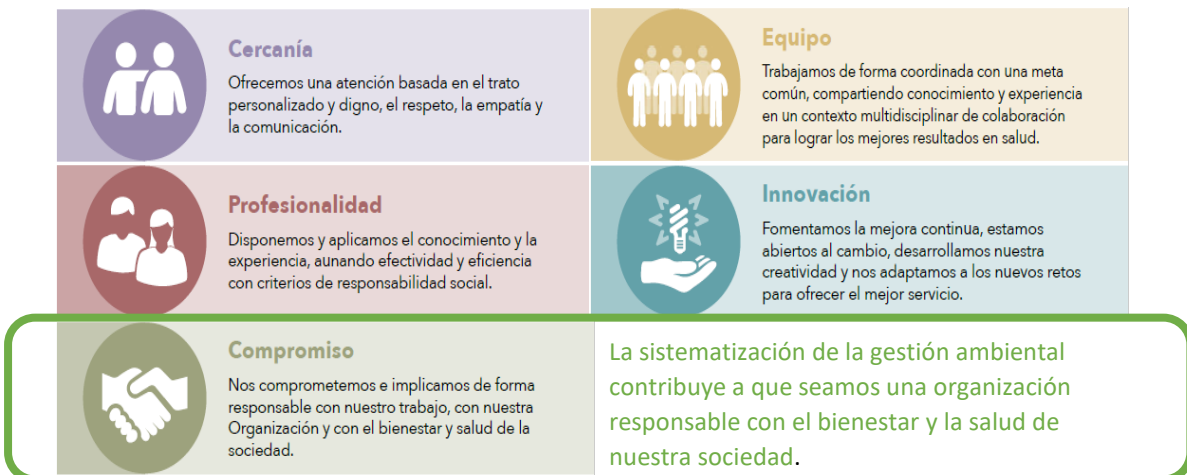 Cercanía
Ofrecemos una atención basada en el trato
personalizado y digno, el respeto, la empatía y
la comunicación.
Equipo
Trabajamos de forma coordinada con una meta
común, compartiendo conocimiento y experiencia
en un contexto multidisciplinar de colaboración
para lograr los mejores resultados en salud.
Profesionalidad
Disponemos y aplicamos el conocimiento y la
experiencia, aunando efectividad y eficiencia
con criterios de responsabilidad social.
Innovación
Fomentamos la mejora continua, estamos
abiertos al cambio, desarrollamos nuestra
creatividad y nos adaptamos a los nuevos retos
para ofrecer el mejor servicio.
Compromiso
Nos comprometemos e implicamos de forma
responsable con nuestro trabajo, con nuestra
Organización y con el bienestar y salud de la
sociedad.
La sistematización de la gestión ambiental
contribuye a que seamos una organización
responsable con el bienestar y la salud de
nuestra sociedad.